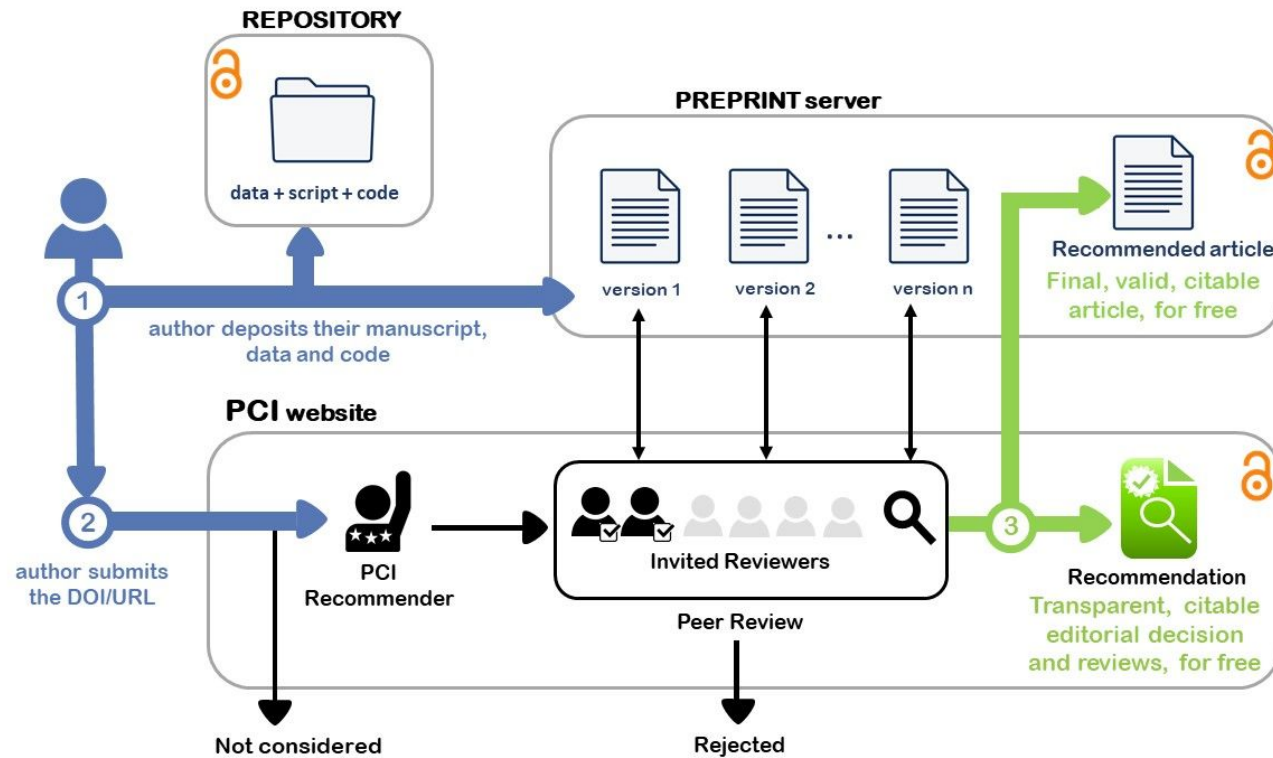 REPOSITORY
data + script + code
PREPRINT server
version 1
version 2
...
version n
Recommended article
Final, valid, citable
article, for free
1
author deposits their manuscript,
data and code
PCI website
2
author submits
the DOI/URL
PCI
Recommender
Invited Reviewers
Peer Review
3
Recommendation
Transparent, citable
editorial decision
and reviews, for free
Not considered
Rejected